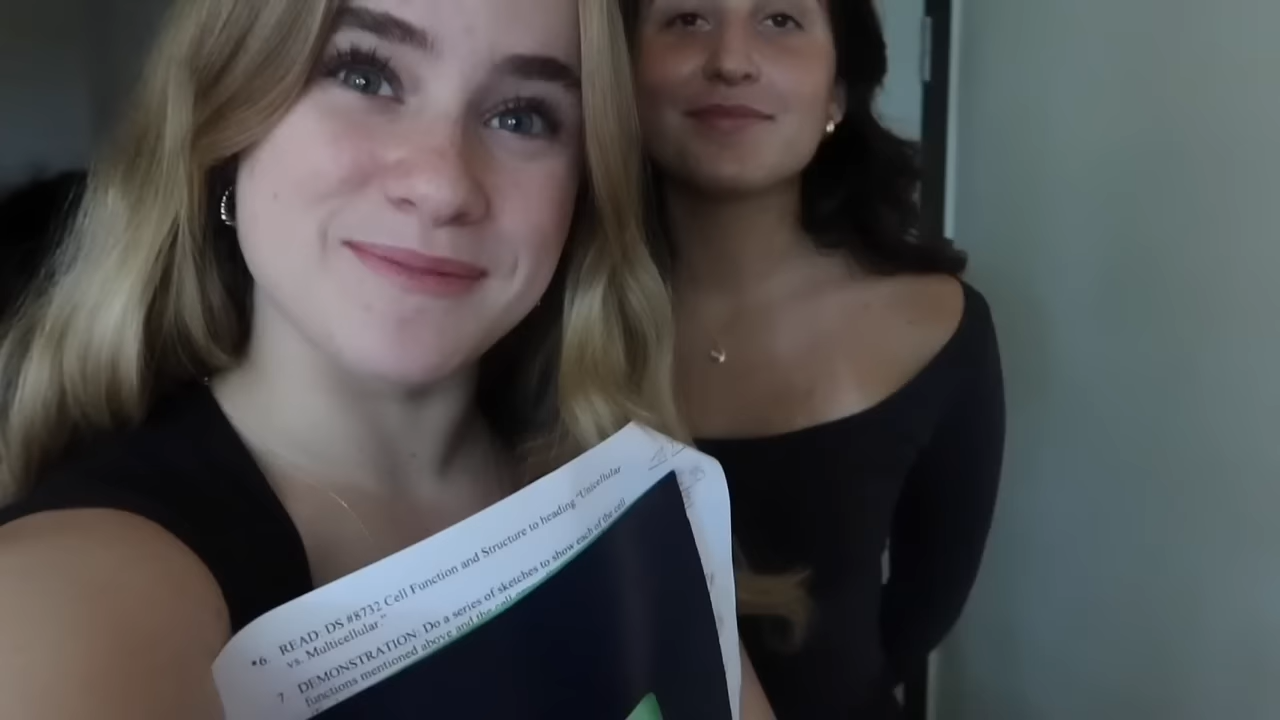 *6. READ: DS #8732 Cell Function and Structure to heading "Unicellular
vs. Multicellular."
7. DEMONSTRATION: Do a series of sketches to show each of the cell
functions mentioned above and the cell